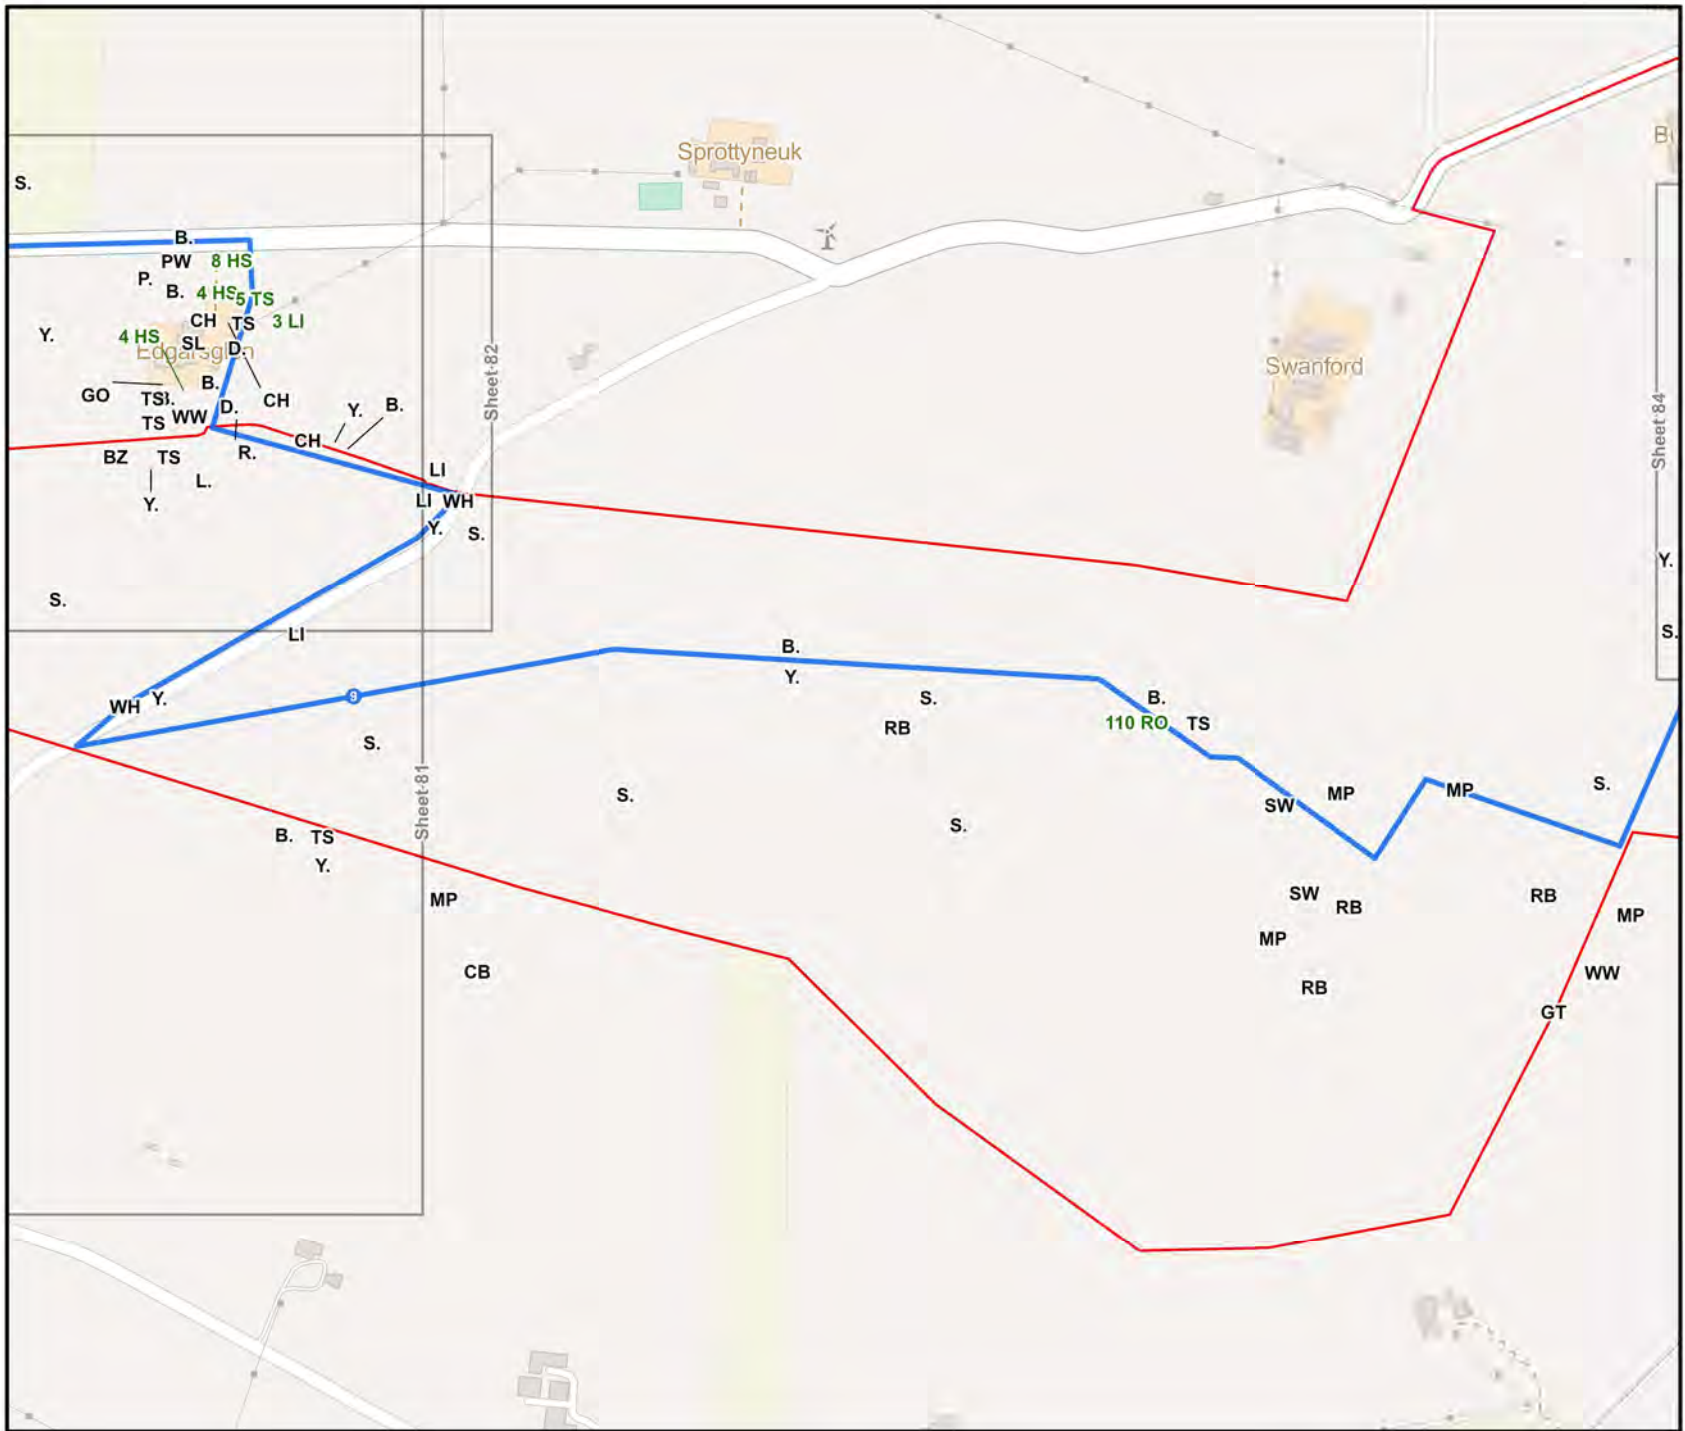 Sprottyneuk
S.
B.
PW
8 HS
P.
B.
4 HS
5 TS
CH
TS
3 LI
Y.
4 HS
SL
D.
Swanford
Sheet 82
B.
GO
TS
B.
D.
CH
Y.
B.
TS
WW
CH
Sheet 84
BZ
TS
R.
LI
L.
Y.
LI
WH
Y.
S.
Y.
S.
LI
S.
B.
Y.
WH
Y.
9
S.
B.
110 RO
TS
RB
S.
MP
S.
S.
SW
MP
Sheet 81
S.
B.
TS
Y.
MP
SW
RB
RB
MP
MP
CB
WW
RB
GT